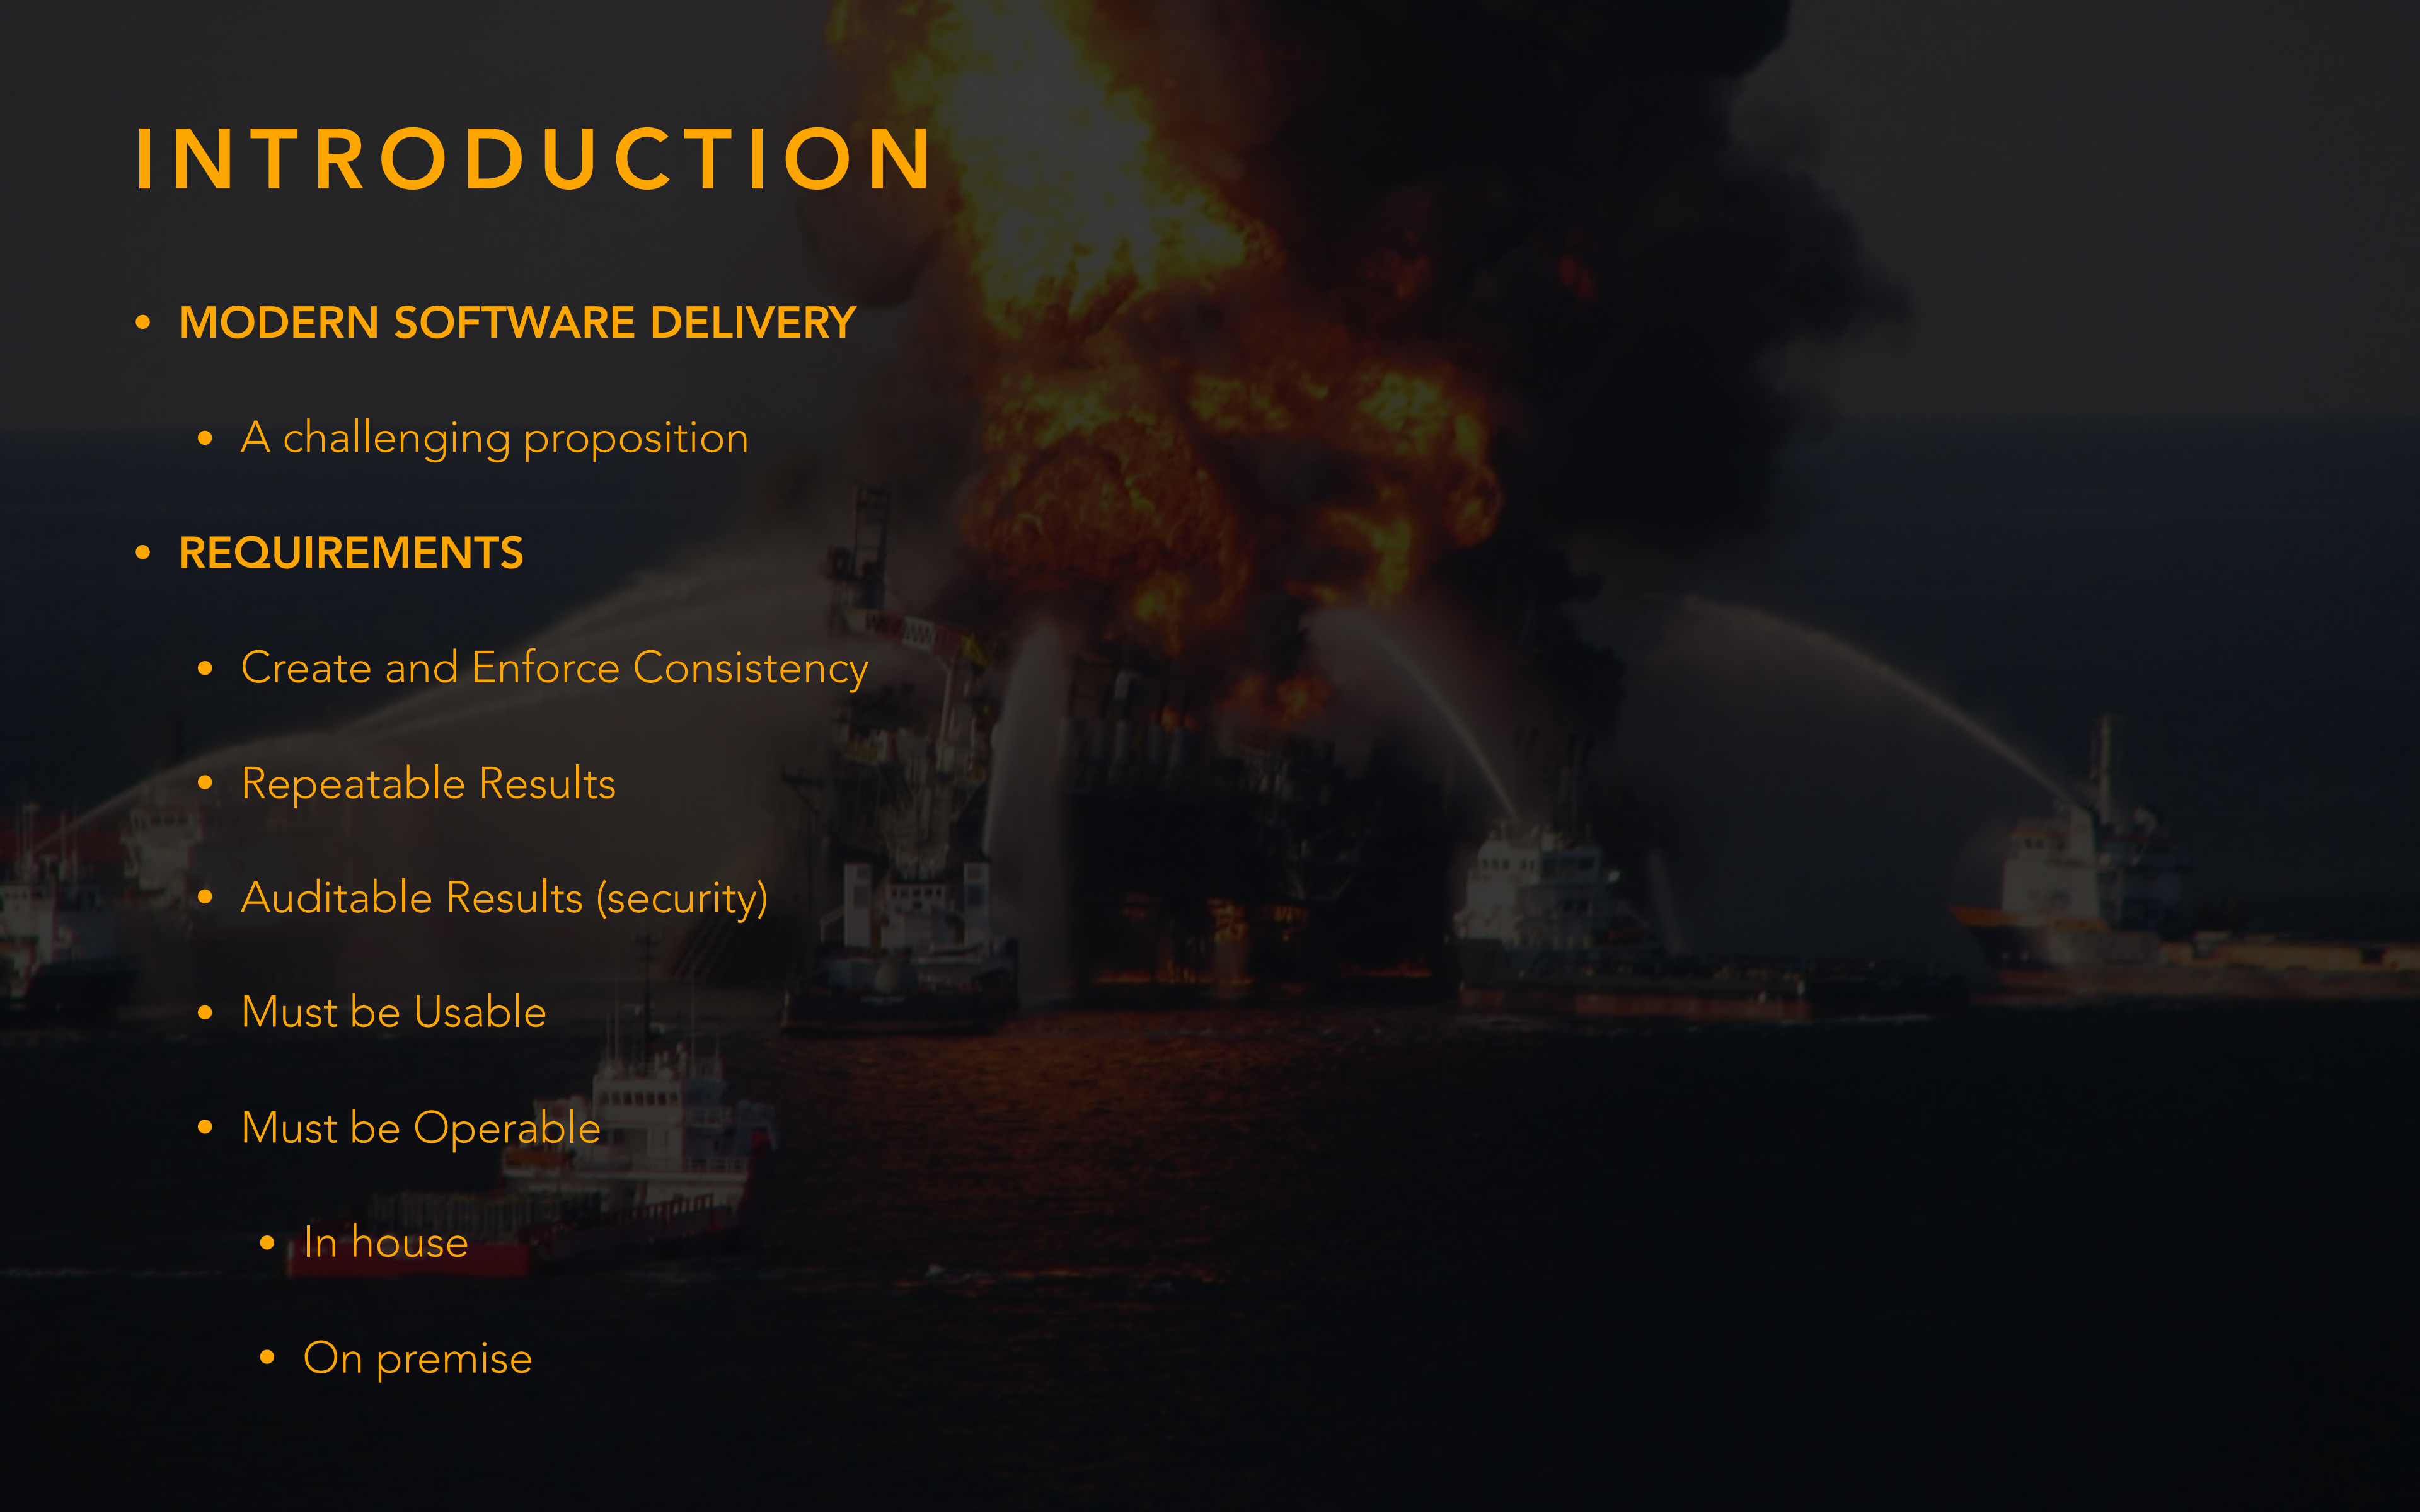 INTRODUCTION
• MODERN SOFTWARE DELIVERY
• A challenging proposition
• REQUIREMENTS
• Create and Enforce Consistency
• Repeatable Results
• Auditable Results (security)
• Must be Usable
• Must be Operable
• In house
• On premise